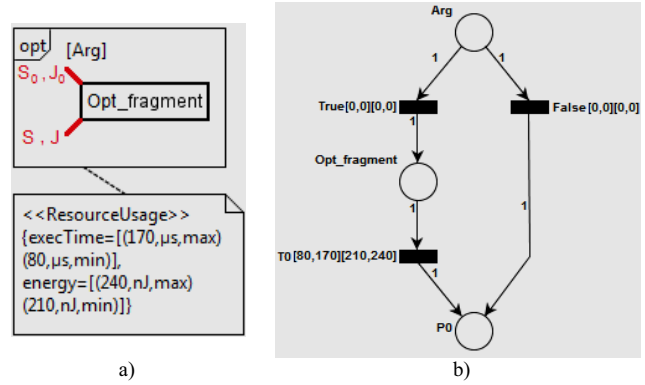 opt [Arg]
S0 , J0
Opt_fragment
S , J
<<ResourceUsage>>
{execTime=[(170,μs,max)
(80,μs,min)],
energy=[(240,nJ,max)
(210,nJ,min)]}
a)
Arg
1 1
True[0,0][0,0] False[0,0][0,0]
1
Opt_fragment
1 1
T0 [80,170][210,240]
1
P0
b)